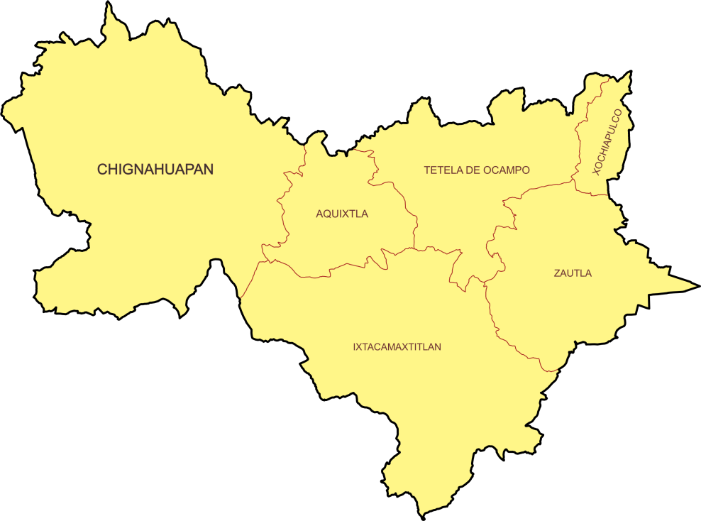 XOCHIAPULCO
CHIGNAHUAPAN
TETELA DE OCAMPO
AQUIXTLA
ZAUTLA
IXTACAMAXTITLAN